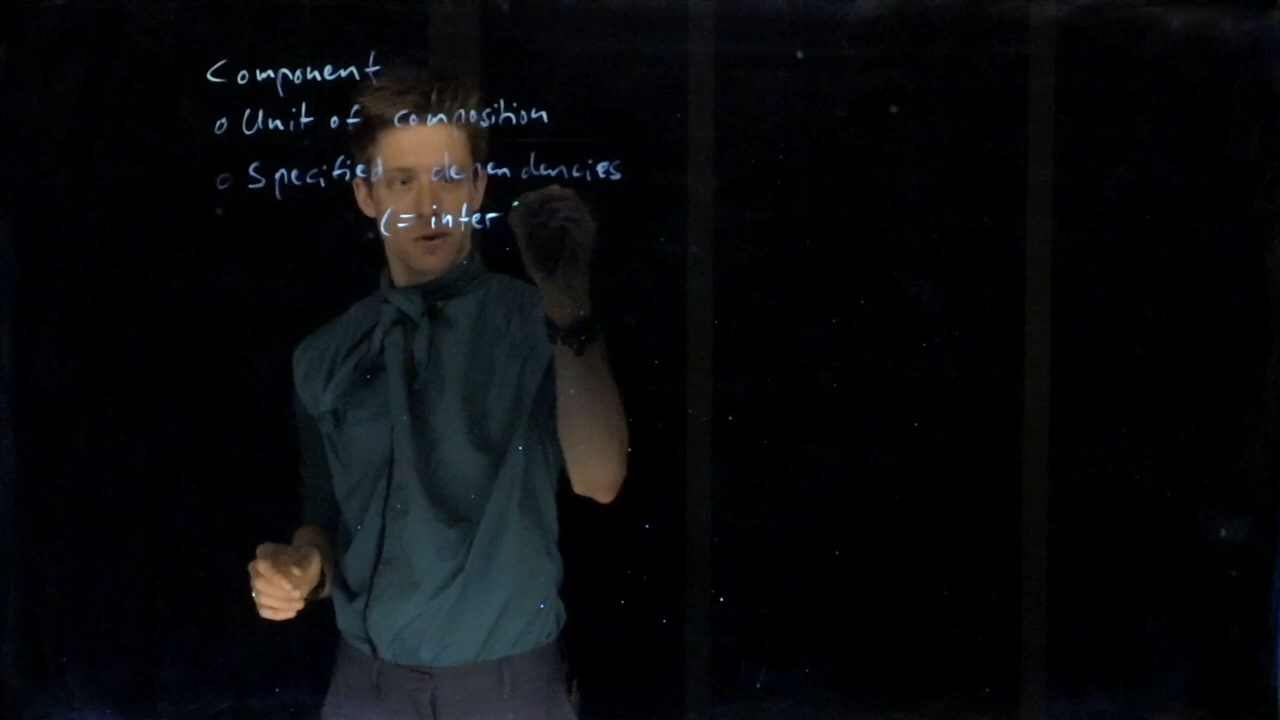 Component
o Unit of composition
o Specified dependencies
(= inter